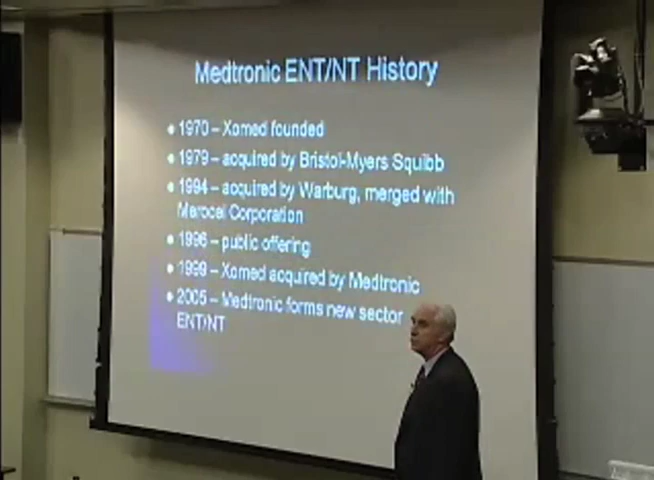 Medtronic ENT/NT History
• 1970 – Xomed founded
• 1979 – acquired by Bristol-Myers Squibb
• 1994 – acquired by Warburg, merged with
Merocel Corporation
• 1996 – public offering
• 1999 – Xomed acquired by Medtronic
• 2005 – Medtronic forms new sector
ENT/NT